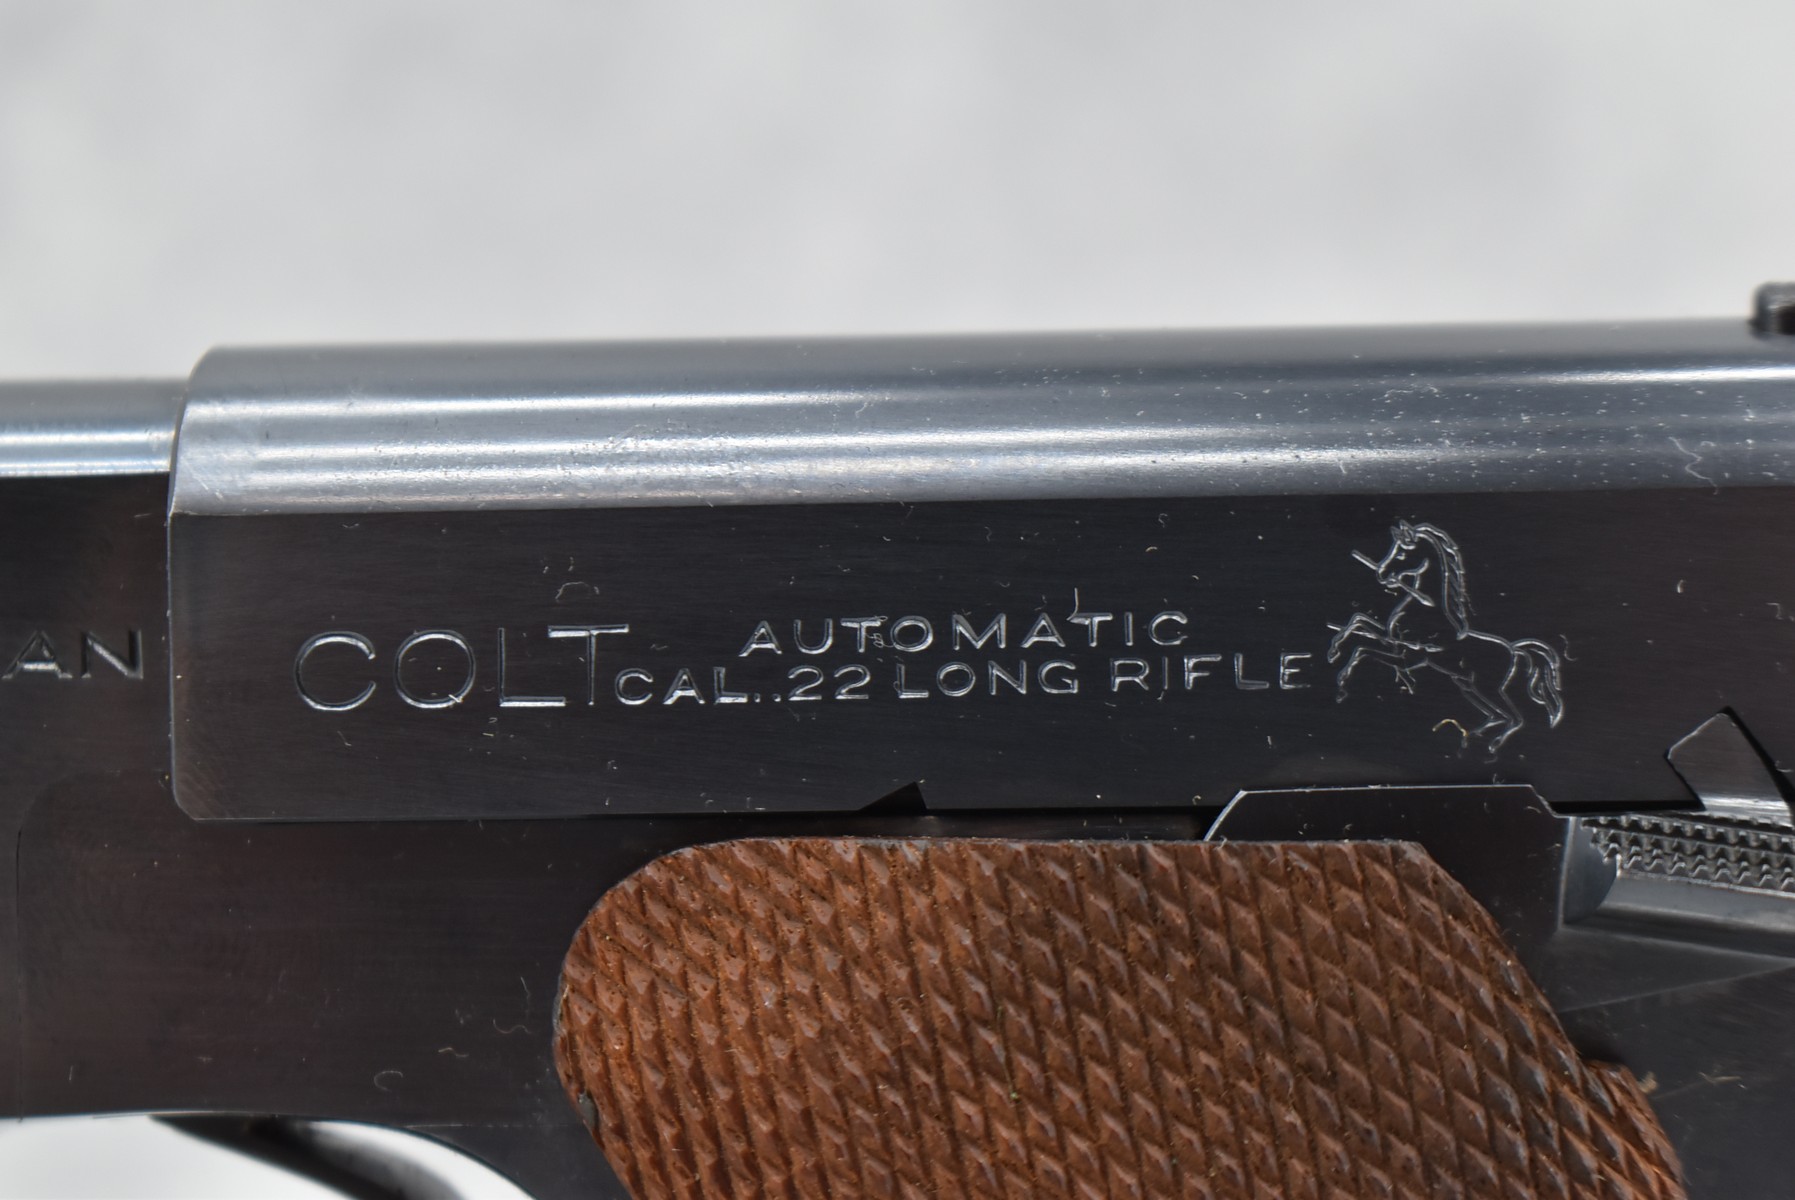 AN
COLT
AUTOMATIC
CAL..22 LONG RIFLE